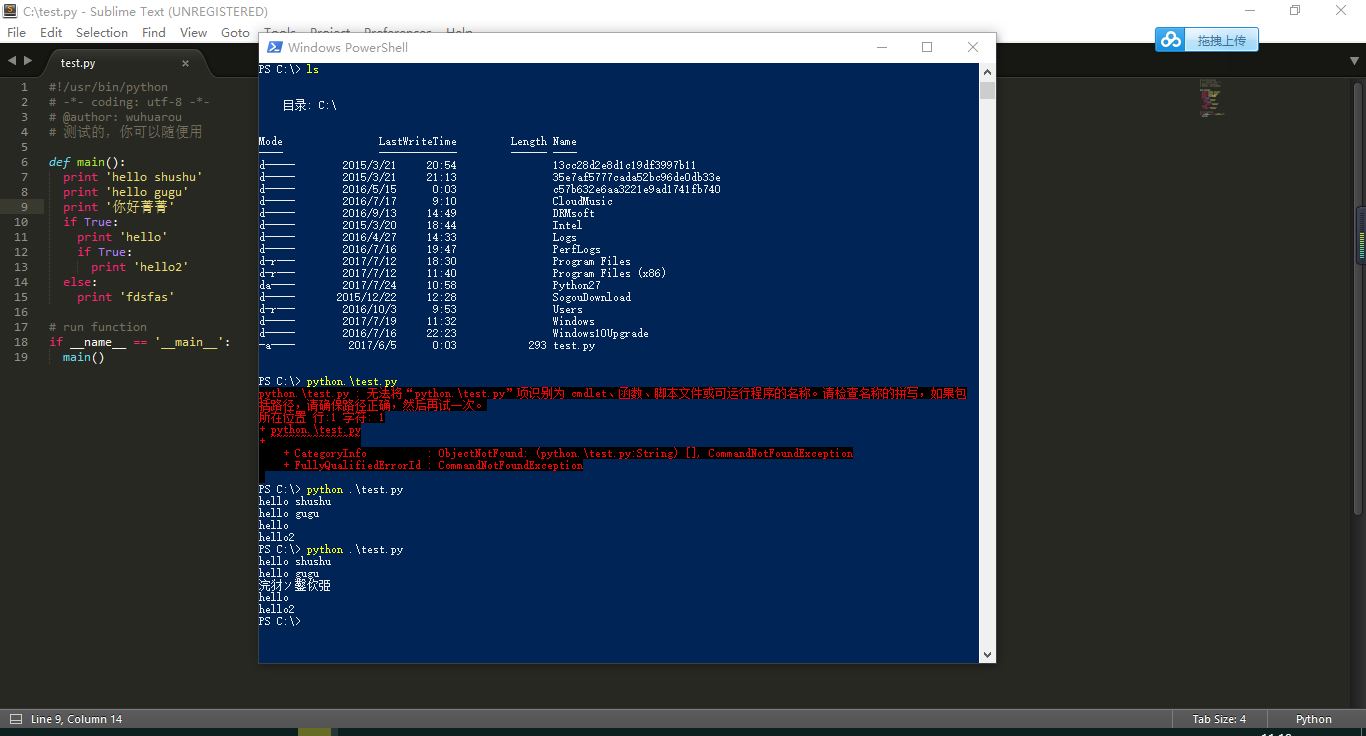 C:\test.py - Sublime Text (UNREGISTERED)
File Edit Selection Find View Goto Tools Project Preferences Help
拖拽上传
test.py
1 #!/usr/bin/python
2 # -*- coding: utf-8 -*-
3 # @author: wuhuarou
4 # 测试的，你可以随便用
5
6 def main():
7 print 'hello shushu'
8 print 'hello gugu'
9 print '你好菁菁'
10 if True:
11 print 'hello'
12 if True:
13 print 'hello2'
14 else:
15 print 'fdsfas'
16
17 # run function
18 if __name__ == '__main__':
19 main()
Windows PowerShell
PS C:\> ls
目录: C:\
Mode LastWriteTime Length Name
---- ------------- ------ ----
d----- 2015/3/21 20:54 13cc28d2e8d1c19df3997b11
d----- 2015/3/21 21:13 35e7af5777cada52bc96de0db33e
d----- 2016/5/15 0:03 c57b632e6aa3221e9ad1741fb740
d----- 2016/7/17 9:10 CloudMusic
d----- 2016/9/13 14:49 DRMsoft
d----- 2015/3/20 18:44 Intel
d----- 2016/4/27 14:33 Logs
d----- 2016/7/16 19:47 PerfLogs
d-r--- 2017/7/12 18:30 Program Files
d-r--- 2017/7/12 11:40 Program Files (x86)
da---- 2017/7/24 10:58 Python27
d----- 2015/12/22 12:28 SogouDownload
d-r--- 2016/10/3 9:53 Users
d----- 2017/7/19 11:32 Windows
d----- 2016/7/16 22:23 Windows10Upgrade
-a---- 2017/6/5 0:03 293 test.py
PS C:\> python.\test.py
python.\test.py : 无法将“python.\test.py”项识别为 cmdlet、函数、脚本文件或可运行程序的名称。请检查名称的拼写，如果包
括路径，请确保路径正确，然后再试一次。
所在位置 行:1 字符: 1
+ python.\test.py
+ ~~~~~~~~~~~~~~~
+ CategoryInfo : ObjectNotFound: (python.\test.py:String) [], CommandNotFoundException
+ FullyQualifiedErrorId : CommandNotFoundException
PS C:\> python .\test.py
hello shushu
hello gugu
hello
hello2
PS C:\> python .\test.py
hello shushu
hello gugu
hello
hello2
PS C:\>
Line 9, Column 14
Tab Size: 4
Python